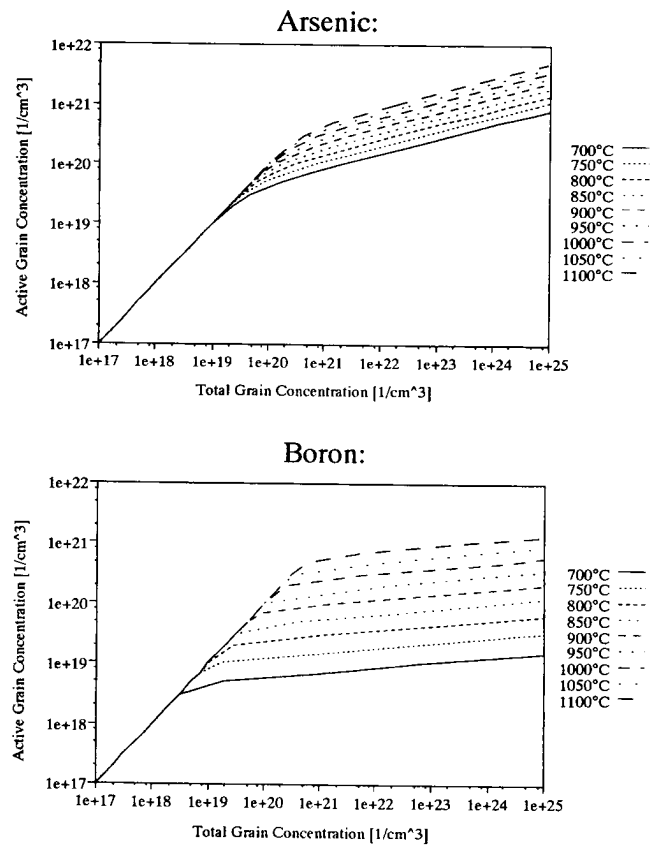 Arsenic:
Active Grain Concentration [1/cm^3]
1e+22
1e+21
1e+20
1e+19
1e+18
1e+17
1e+17 1e+18 1e+19 1e+20 1e+21 1e+22 1e+23 1e+24 1e+25
Total Grain Concentration [1/cm^3]
700°C
750°C
800°C
850°C
900°C
950°C
1000°C
1050°C
1100°C
Boron:
Active Grain Concentration [1/cm^3]
1e+22
1e+21
1e+20
1e+19
1e+18
1e+17
1e+17 1e+18 1e+19 1e+20 1e+21 1e+22 1e+23 1e+24 1e+25
Total Grain Concentration [1/cm^3]
700°C
750°C
800°C
850°C
900°C
950°C
1000°C
1050°C
1100°C